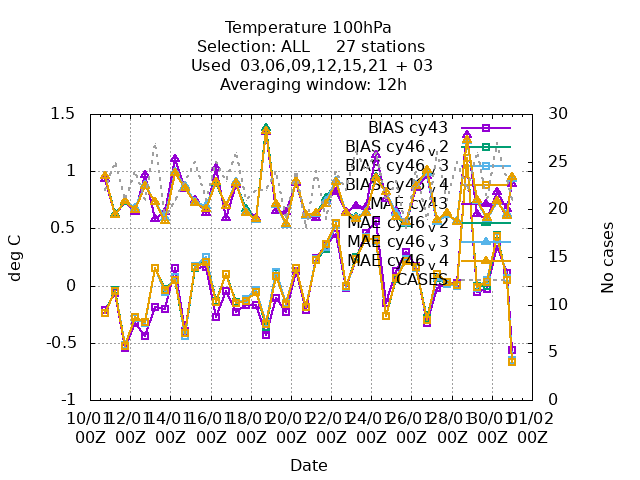 Temperature 100hPa
Selection: ALL     27 stations
Used  03,06,09,12,15,21 + 03
Averaging window: 12h
BIAS cy43
BIAS cy46_v2
BIAS cy46_v3
BIAS cy46_v4
MAE cy43
MAE cy46_v2
MAE cy46_v3
MAE cy46_v4
CASES
1.5
1
0.5
0
-0.5
-1
deg C
30
25
20
15
10
5
0
No cases
10/01 12/01 14/01 16/01 18/01 20/01 22/01 24/01 26/01 28/01 30/01 01/02
00Z 00Z 00Z 00Z 00Z 00Z 00Z 00Z 00Z 00Z 00Z 00Z
Date